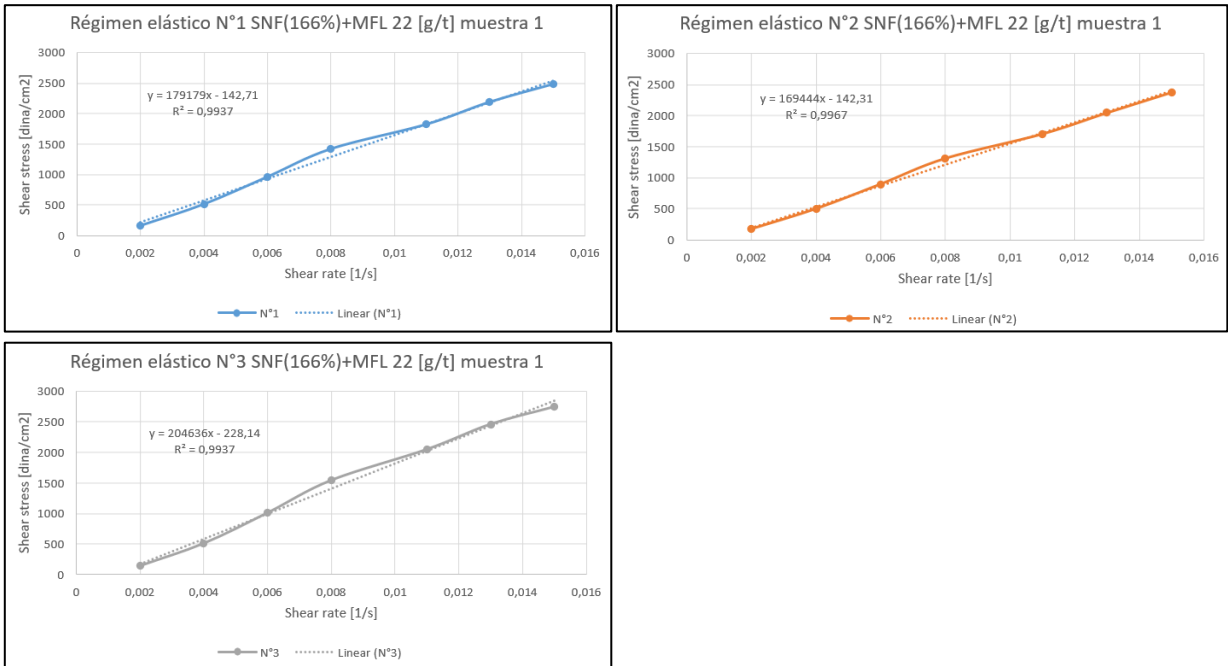 Régimen elástico N°1 SNF(166%)+MFL 22 [g/t] muestra 1
Shear stress [dina/cm2]
3000
2500
2000
1500
1000
500
0
y = 179179x - 142,71
R² = 0,9937
0 0,002 0,004 0,006 0,008 0,01 0,012 0,014 0,016
Shear rate [1/s]
N°1 Linear (N°1)
Régimen elástico N°2 SNF(166%)+MFL 22 [g/t] muestra 1
Shear stress [dina/cm2]
3000
2500
2000
1500
1000
500
0
y = 169444x - 142,31
R² = 0,9967
0 0,002 0,004 0,006 0,008 0,01 0,012 0,014 0,016
Shear rate [1/s]
N°2 Linear (N°2)
Régimen elástico N°3 SNF(166%)+MFL 22 [g/t] muestra 1
Shear stress [dina/cm2]
3000
2500
2000
1500
1000
500
0
y = 204636x - 228,14
R² = 0,9937
0 0,002 0,004 0,006 0,008 0,01 0,012 0,014 0,016
Shear rate [1/s]
N°3 Linear (N°3)